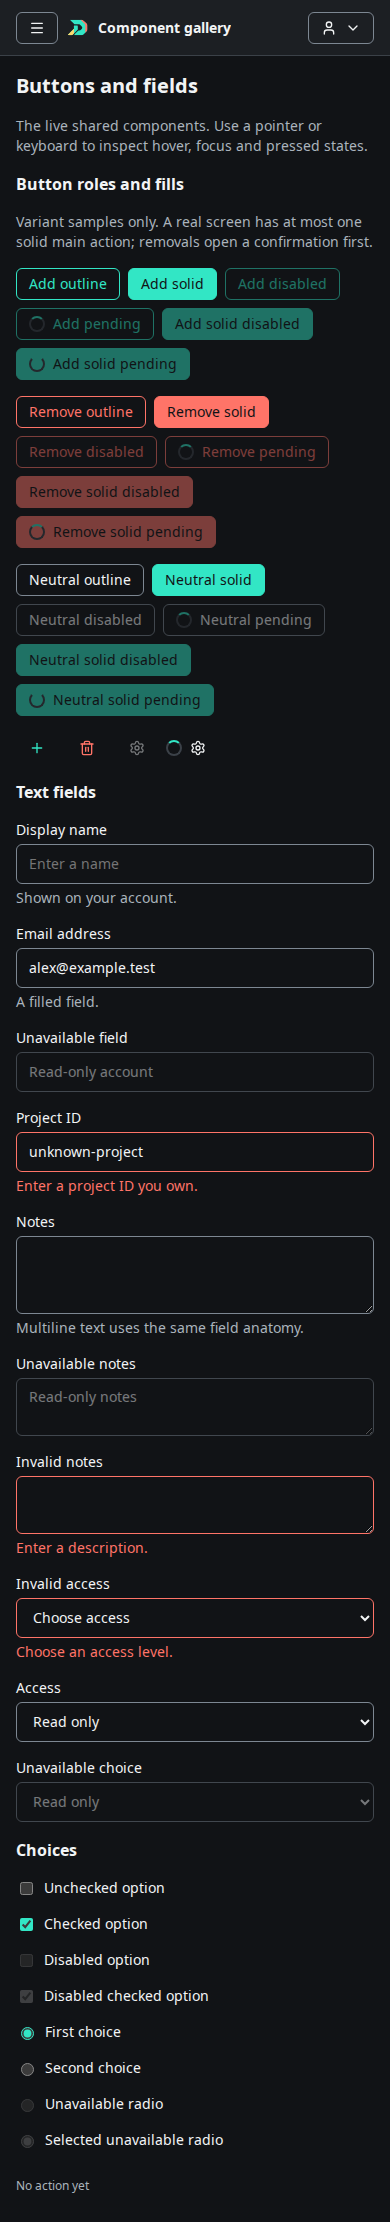 Component gallery
Buttons and fields
The live shared components. Use a pointer or
keyboard to inspect hover, focus and pressed states.
Button roles and fills
Variant samples only. A real screen has at most one
solid main action; removals open a confirmation first.
Add outline Add solid Add disabled
Add pending Add solid disabled
Add solid pending
Remove outline Remove solid
Remove disabled Remove pending
Remove solid disabled
Remove solid pending
Neutral outline Neutral solid
Neutral disabled Neutral pending
Neutral solid disabled
Neutral solid pending
Text fields
Display name
Enter a name
Shown on your account.
Email address
alex@example.test
A filled field.
Unavailable field
Read-only account
Project ID
unknown-project
Enter a project ID you own.
Notes
Multiline text uses the same field anatomy.
Unavailable notes
Read-only notes
Invalid notes
Enter a description.
Invalid access
Choose access
Choose an access level.
Access
Read only
Unavailable choice
Read only
Choices
Unchecked option
Checked option
Disabled option
Disabled checked option
First choice
Second choice
Unavailable radio
Selected unavailable radio
No action yet